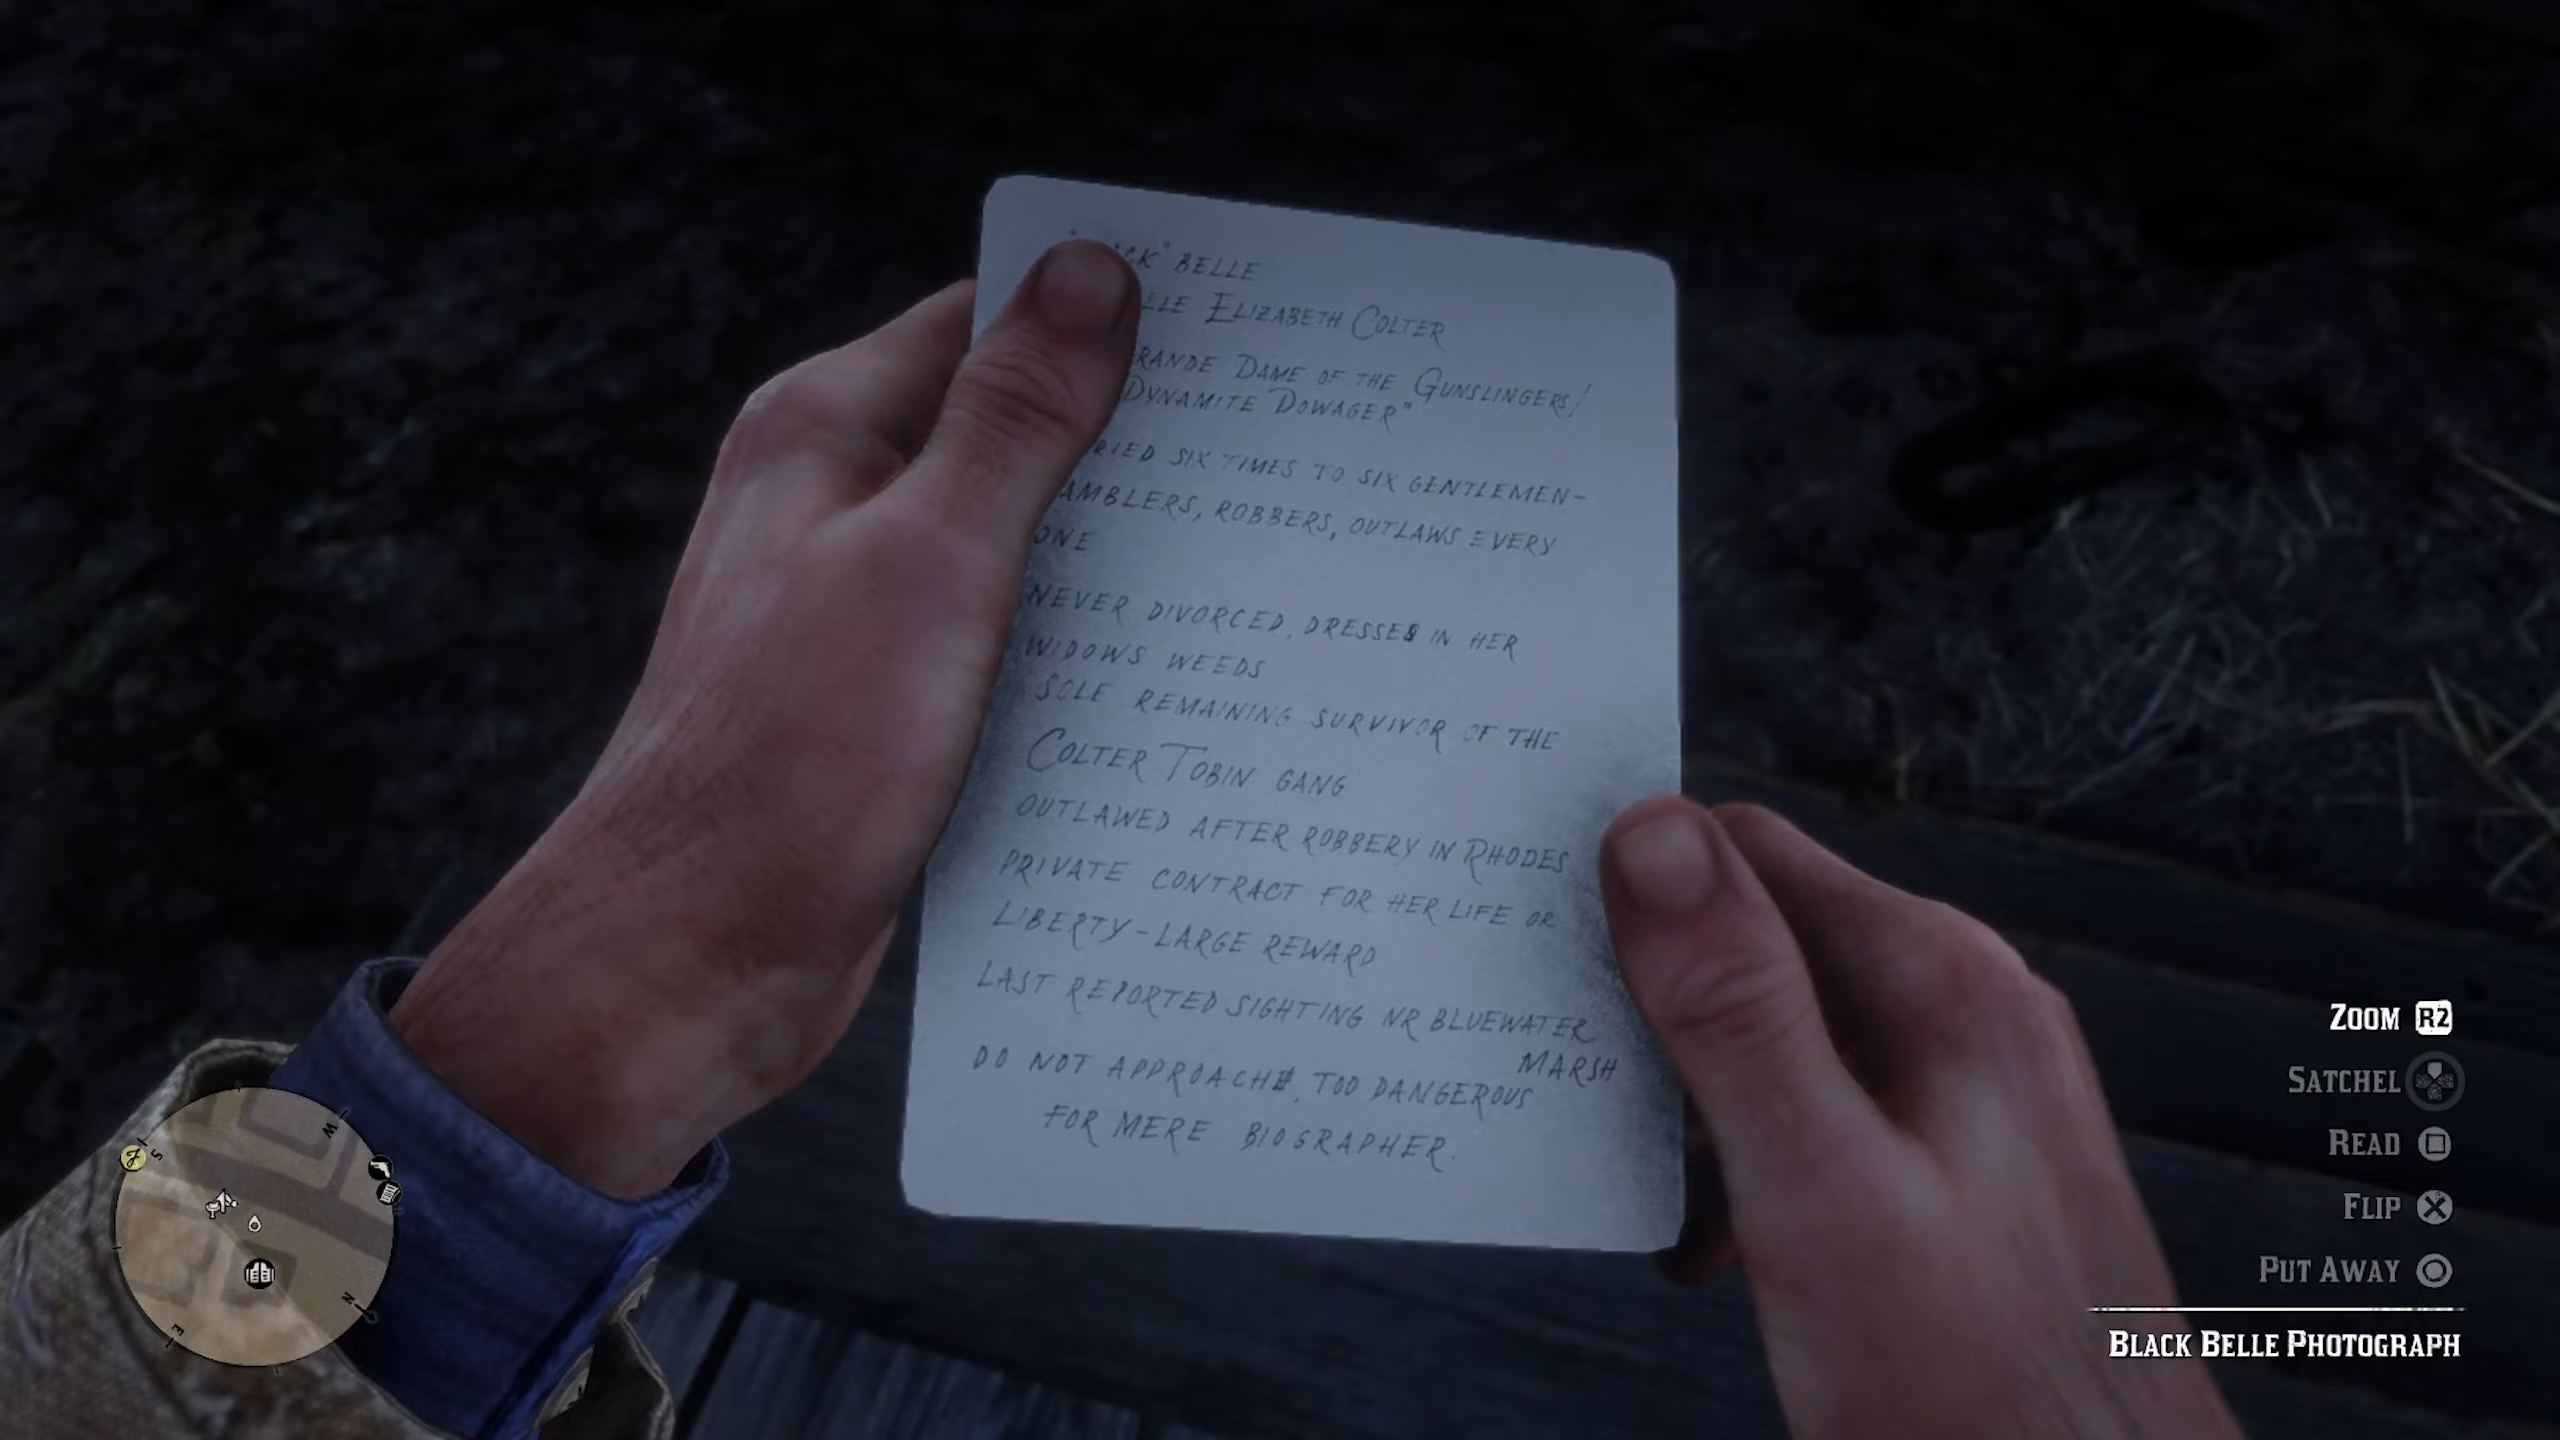 BELLE
ELIZABETH COLTER
DAME OF THE GUNSLINGERS!
DYNAMITE DOWAGER"
SIX TIMES TO SIX GENTLEMEN-
ROBBERS, OUTLAWS EVERY
ONE
NEVER DIVORCED, DRESSES IN HER
WIDOWS WEEDS
SOLE REMAINING SURVIVOR OF THE
COLTER TOBIN GANG
OUTLAWED AFTER ROBBERY IN RHODES
PRIVATE CONTRACT FOR HER LIFE OR
LIBERTY-LARGE REWARD
LAST REPORTED SIGHTING NR BLUEWATER
MARSH
DO NOT APPROACH, TOO DANGEROUS
FOR MERE BIOGRAPHER.
ZOOM R2
SATCHEL
READ
FLIP
PUT AWAY
BLACK BELLE PHOTOGRAPH
W
S
N
E